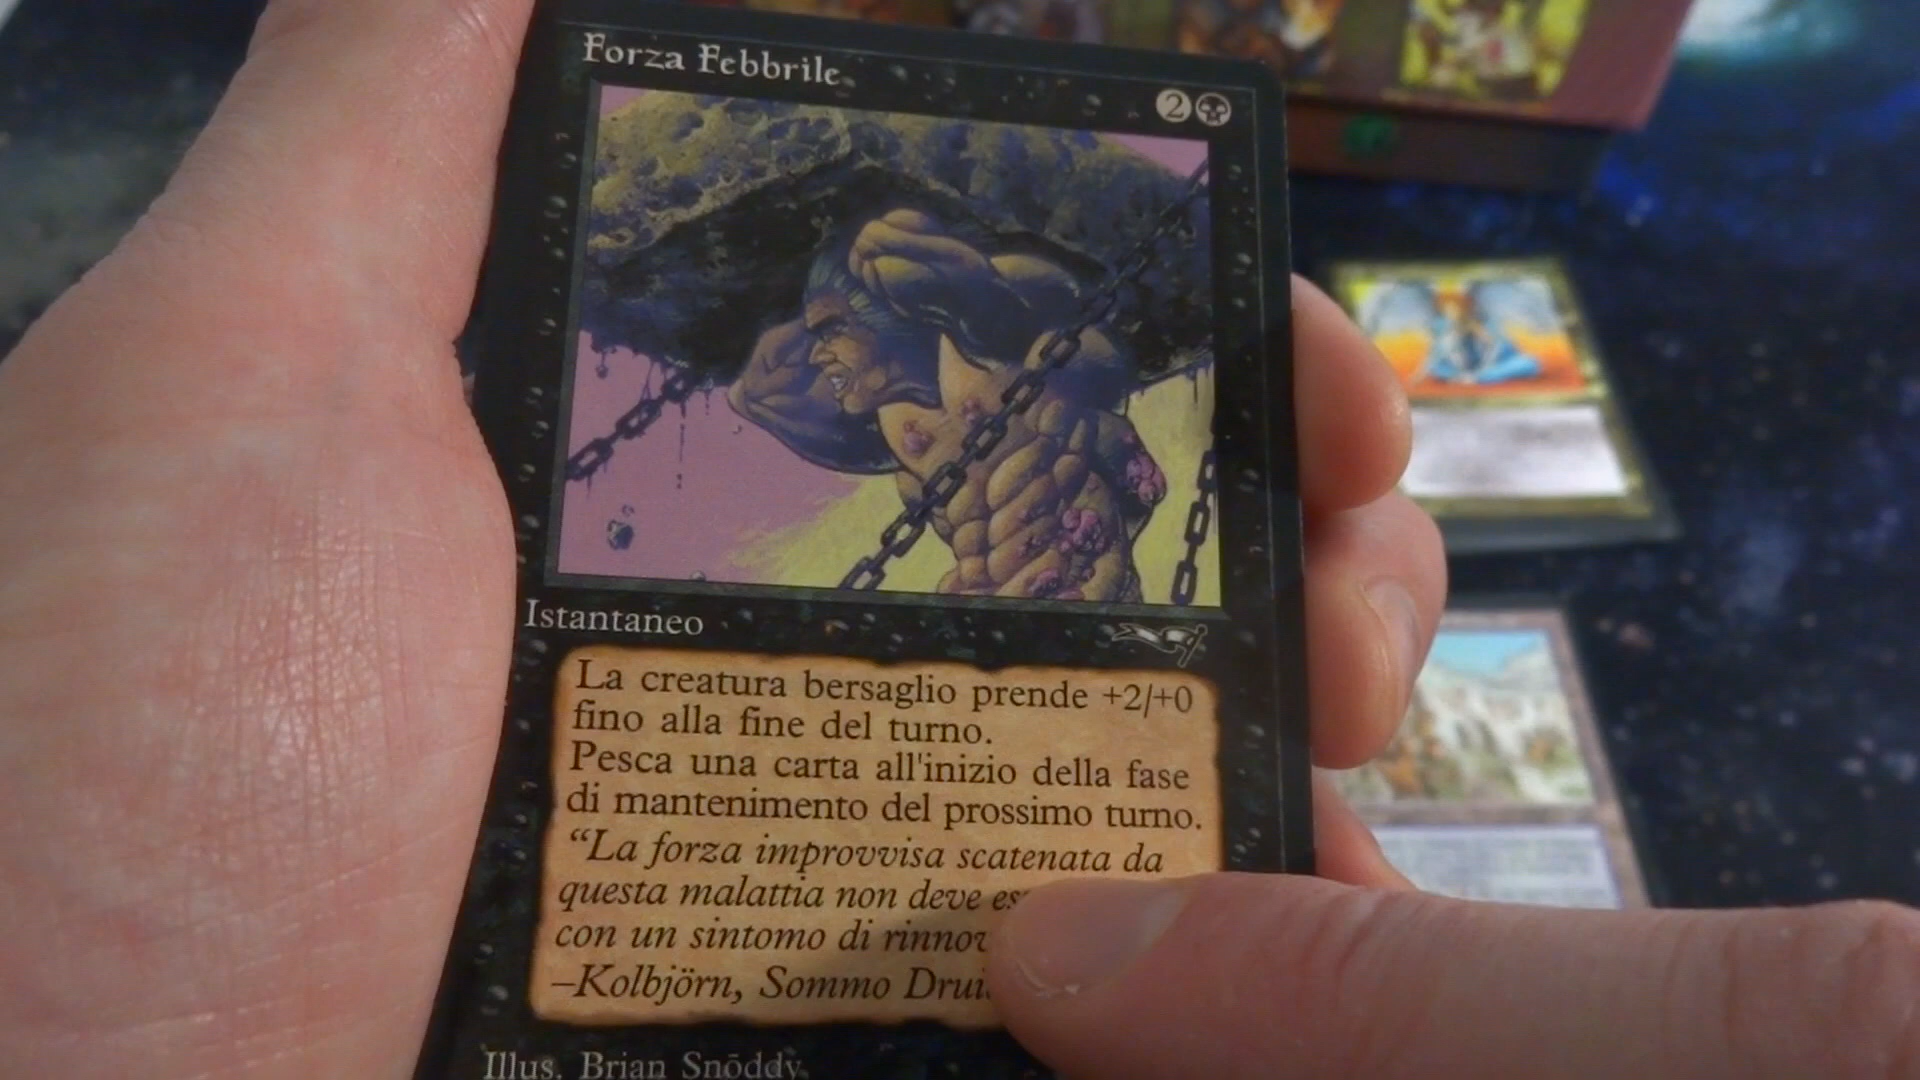 Forza Febbrile
2
Istantaneo
La creatura bersaglio prende +2/+0
fino alla fine del turno.
Pesca una carta all'inizio della fase
di mantenimento del prossimo turno.
“La forza improvvisa scatenata da
questa malattia non deve
con un sintomo di
–Kolbjörn, Sommo
Illus. Brian Snōddy